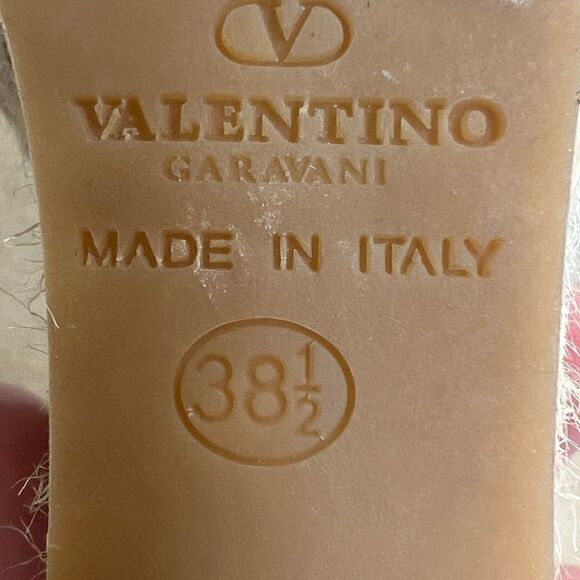 V
VALENTINO
GARAVANI
MADE IN ITALY
38½